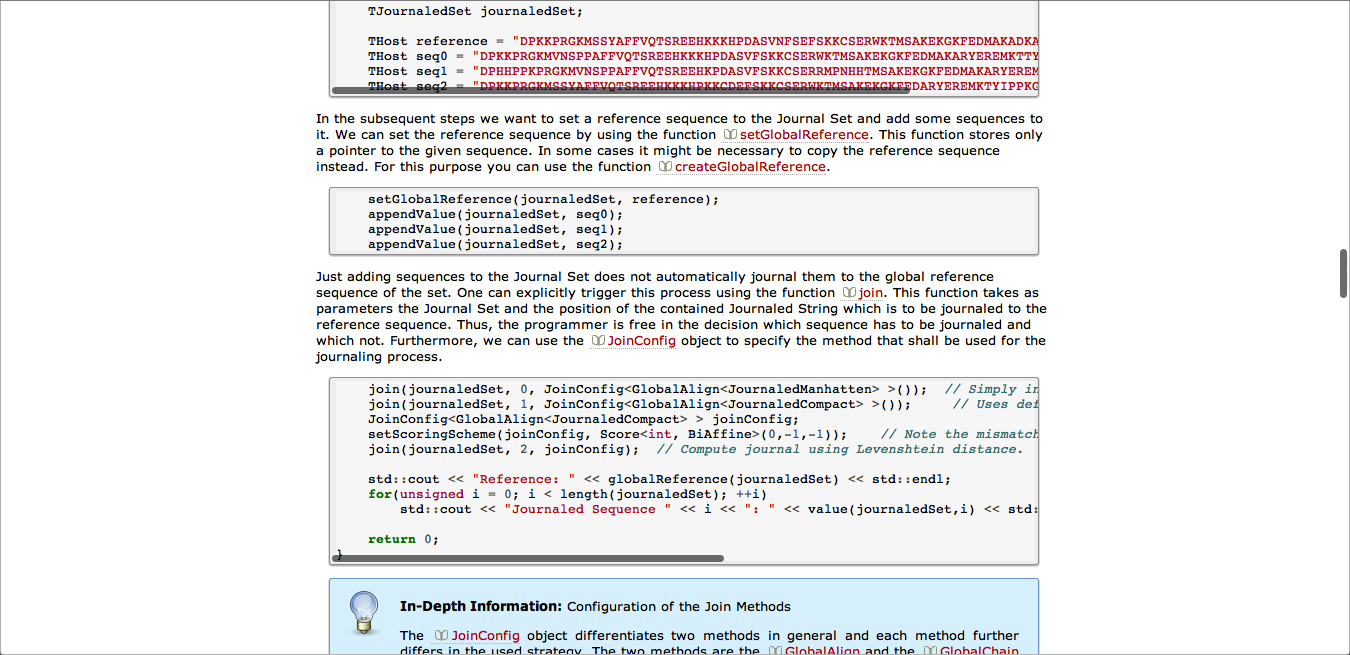 TJournaledSet journaledSet;
THost reference = "DPKKPRGKMSSYAFFVQTSREEHKKKHPDASVNFSEFSKKCSERWKTMSAKEKGKFEDMAKADKA
THost seq0 = "DPKKPRGKMVNSPPAFFVQTSREEHKPDASVFSKKCSERWKTMSAKEKGKFEDMAKARYEREMKTTY
THost seq1 = "DPHHPPKPRGKMVNSPPAFFVQTSREEHKPDASVFSKKCSERRMPNHHTMSAKEKGKFEDMAKARYEREM
THost seq2 = "DPKKPRGKMSSYAFFVQTSREEHKKKHPKKCDEFSKKCSERWKTMSAKEKGKFEDARYEREMKTYIPPKG
In the subsequent steps we want to set a reference sequence to the Journal Set and add some sequences to
it. We can set the reference sequence by using the function setGlobalReference. This function stores only
a pointer to the given sequence. In some cases it might be necessary to copy the reference sequence
instead. For this purpose you can use the function createGlobalReference.
setGlobalReference(journaledSet, reference);
appendValue(journaledSet, seq0);
appendValue(journaledSet, seq1);
appendValue(journaledSet, seq2);
Just adding sequences to the Journal Set does not automatically journal them to the global reference
sequence of the set. One can explicitly trigger this process using the function join. This function takes as
parameters the Journal Set and the position of the contained Journaled String which is to be journaled to the
reference sequence. Thus, the programmer is free in the decision which sequence has to be journaled and
which not. Furthermore, we can use the JoinConfig object to specify the method that shall be used for the
journaling process.
join(journaledSet, 0, JoinConfig<GlobalAlign<JournaledManhatten> >());  // Simply in
join(journaledSet, 1, JoinConfig<GlobalAlign<JournaledCompact> >());     // Uses def
JoinConfig<GlobalAlign<JournaledCompact> > joinConfig;
setScoringScheme(joinConfig, Score<int, BiAffine>(0,-1,-1));    // Note the mismatch
join(journaledSet, 2, joinConfig);  // Compute journal using Levenshtein distance.
std::cout << "Reference: " << globalReference(journaledSet) << std::endl;
for(unsigned i = 0; i < length(journaledSet); ++i)
std::cout << "Journaled Sequence " << i << ": " << value(journaledSet,i) << std:
return 0;
}
In-Depth Information: Configuration of the Join Methods
The JoinConfig object differentiates two methods in general and each method further
differs in the used strategy. The two methods are the GlobalAlign and the GlobalChain